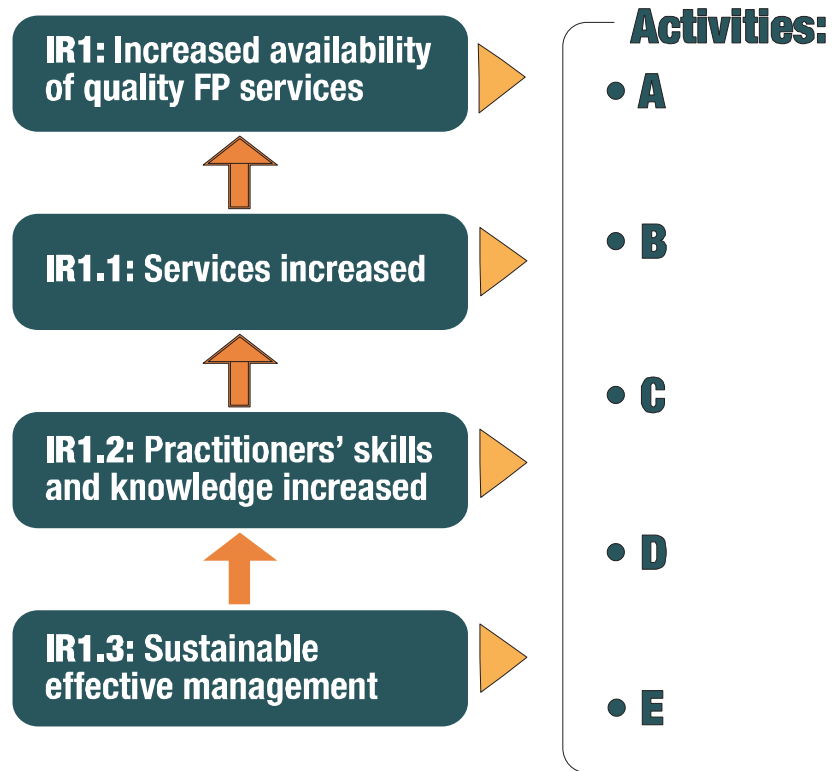 IR1: Increased availability
of quality FP services
IR1.1: Services increased
IR1.2: Practitioners’ skills
and knowledge increased
IR1.3: Sustainable
effective management
Activities:
• A
• B
• C
• D
• E